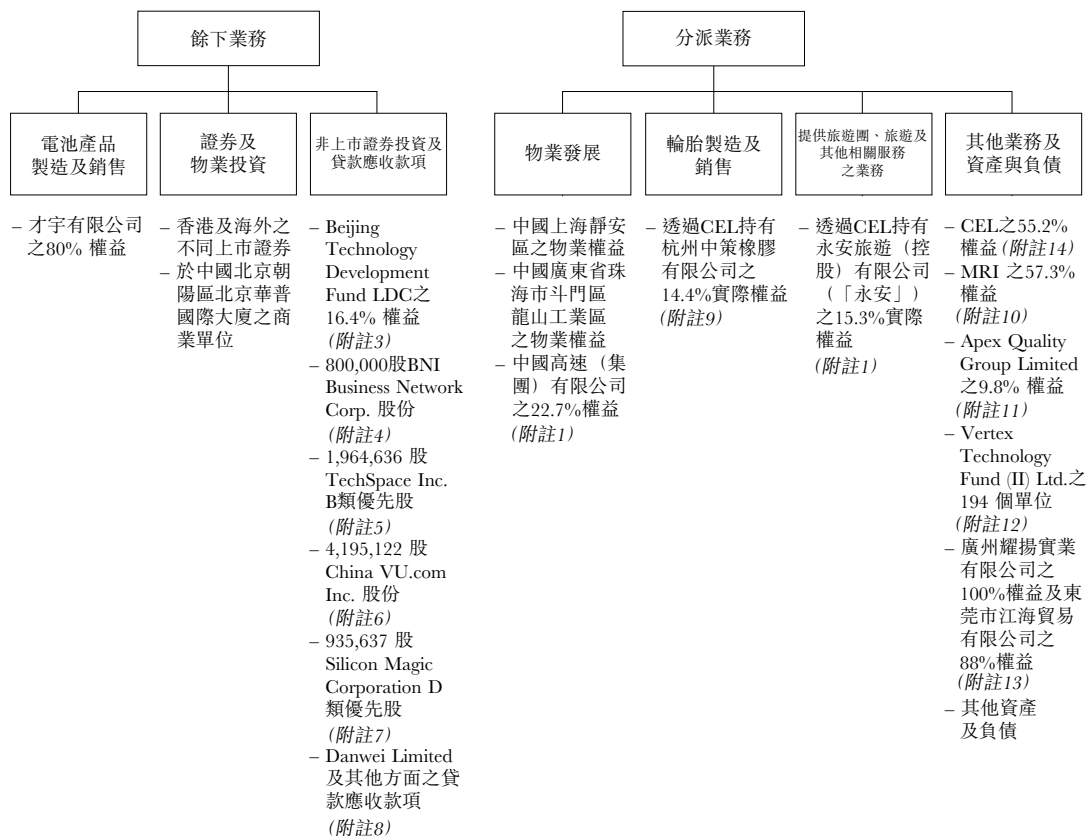 餘下業務
分派業務
電池產品
製造及銷售
證券及
物業投資
非上市證券投資及
貸款應收款項
物業發展
輪胎製造及
銷售
提供旅遊團、旅遊及
其他相關服務
之業務
其他業務及
資產與負債
– 才宇有限公司
之80% 權益
– 香港及海外之
不同上市證券
– 於中國北京朝
陽區北京華普
國際大廈之商
業單位
– Beijing
Technology
Development
Fund LDC之
16.4% 權益
(附註3)
– 800,000股BNI
Business Network
Corp. 股份
(附註4)
– 1,964,636 股
TechSpace Inc.
B類優先股
(附註5)
– 4,195,122 股
China VU.com
Inc. 股份
(附註6)
– 935,637 股
Silicon Magic
Corporation D
類優先股
(附註7)
– Danwei Limited
及其他方面之貸
款應收款項
(附註8)
– 中國上海靜安
區之物業權益
– 中國廣東省珠
海市斗門區
龍山工業區
之物業權益
– 中國高速（集
團）有限公司
之22.7%權益
(附註1)
– 透過CEL持有
杭州中策橡膠
有限公司之
14.4%實際權益
(附註9)
– 透過CEL持有
永安旅遊（控
股）有限公司
（「永安」）
之15.3%實際
權益
(附註1)
– CEL之55.2%
權益(附註14)
– MRI 之57.3%
權益
(附註10)
– Apex Quality
Group Limited
之9.8% 權益
(附註11)
– Vertex
Technology
Fund (II) Ltd.之
194 個單位
(附註12)
– 廣州耀揚實業
有限公司之
100%權益及東
莞市江海貿易
有限公司之
88%權益
(附註13)
– 其他資產
及負債